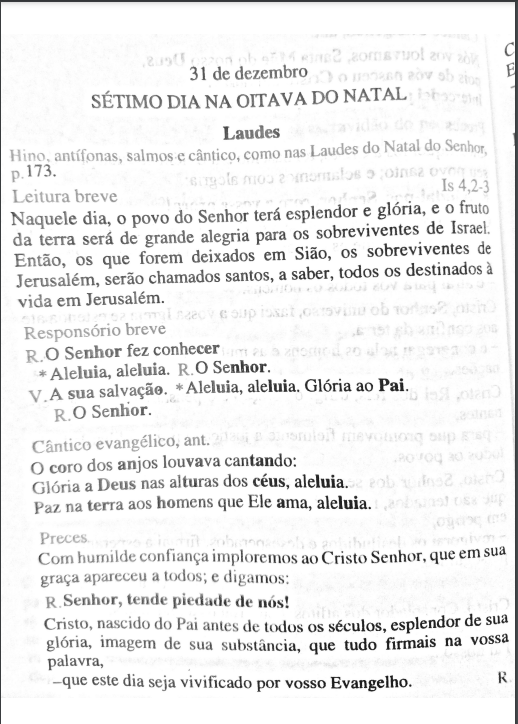 31 de dezembro
SÉTIMO DIA NA OITAVA DO NATAL
Laudes
Hino, antífonas, salmos e cântico, como nas Laudes do Natal do Senhor,
p.173.
Leitura breve Is 4,2-3
Naquele dia, o povo do Senhor terá esplendor e glória, e o fruto
da terra será de grande alegria para os sobreviventes de Israel.
Então, os que forem deixados em Sião, os sobreviventes de
Jerusalém, serão chamados santos, a saber, todos os destinados à
vida em Jerusalém.
Responsório breve
R. O Senhor fez conhecer
* Aleluia, aleluia. R. O Senhor.
V. A sua salvação. * Aleluia, aleluia. Glória ao Pai.
R. O Senhor.
Cântico evangélico, ant.
O coro dos anjos louvava cantando:
Glória a Deus nas alturas dos céus, aleluia.
Paz na terra aos homens que Ele ama, aleluia.
Preces
Com humilde confiança imploremos ao Cristo Senhor, que em sua
graça apareceu a todos; e digamos:
R. Senhor, tende piedade de nós!
Cristo, nascido do Pai antes de todos os séculos, esplendor de sua
glória, imagem de sua substância, que tudo firmais na vossa
palavra,
–que este dia seja vivificado por vosso Evangelho. R.